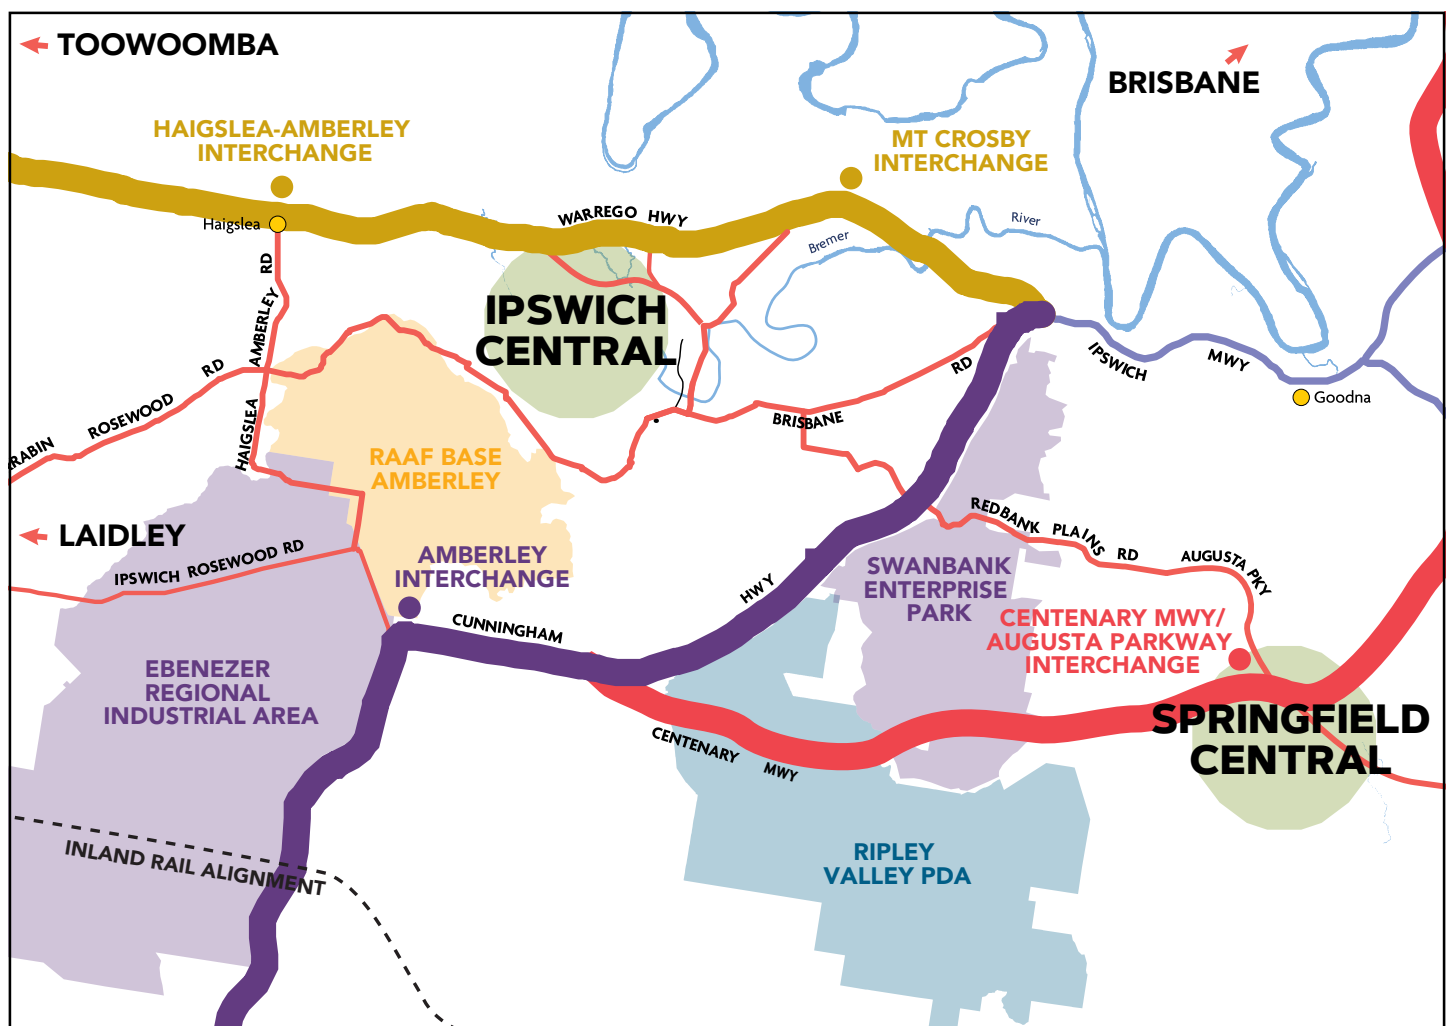 TOOWOOMBA
BRISBANE
HAIGSLEA-AMBERLEY
INTERCHANGE
MT CROSBY
INTERCHANGE
Haigslea
WARREGO HWY
Bremer River
IPSWICH
CENTRAL
HAIGSLEA AMBERLEY RD
RABIN ROSEWOOD RD
IPSWICH MWY
Goodna
BRISBANE RD
RAAF BASE
AMBERLEY
LAIDLEY
IPSWICH ROSEWOOD RD
AMBERLEY
INTERCHANGE
CUNNINGHAM HWY
REDBANK PLAINS RD
AUGUSTA PKY
SWANBANK
ENTERPRISE
PARK
CENTENARY MWY/
AUGUSTA PARKWAY
INTERCHANGE
EBENEZER
REGIONAL
INDUSTRIAL AREA
SPRINGFIELD
CENTRAL
CENTENARY MWY
RIPLEY
VALLEY PDA
INLAND RAIL ALIGNMENT